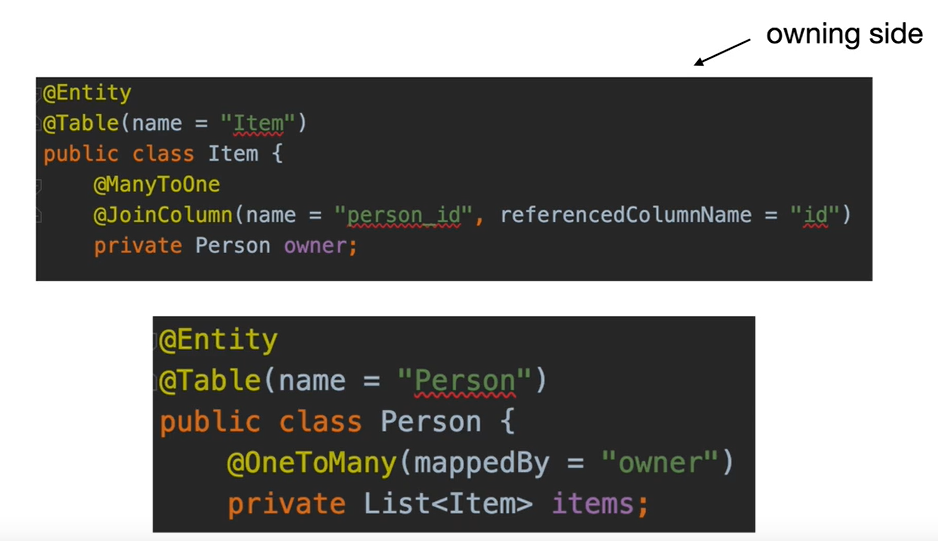 owning side
@Entity
@Table(name = "Item")
public class Item {
@ManyToOne
@JoinColumn(name = "person_id", referencedColumnName = "id")
private Person owner;
@Entity
@Table(name = "Person")
public class Person {
@OneToMany(mappedBy = "owner")
private List<Item> items;